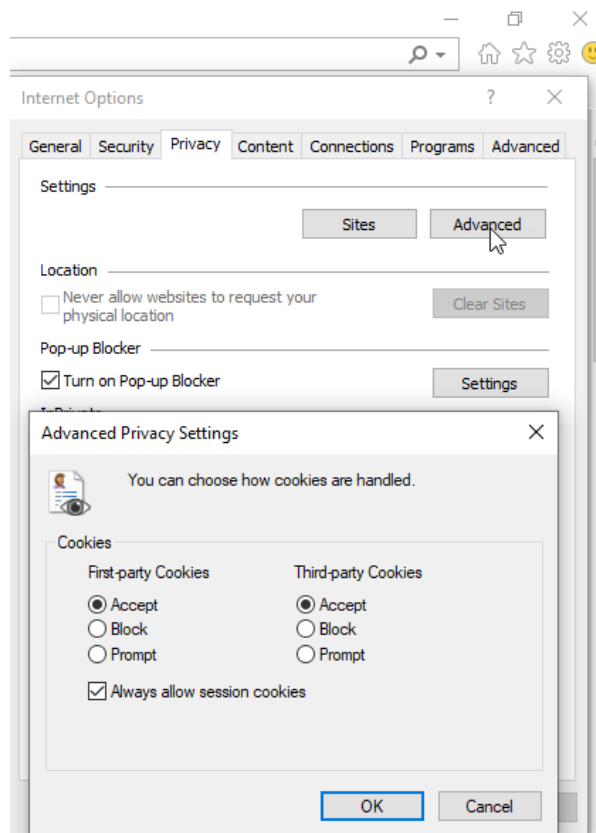 Internet Options
?
General Security Privacy Content Connections Programs Advanced
Settings
Sites Advanced
Location
Never allow websites to request your
physical location
Clear Sites
Pop-up Blocker
Turn on Pop-up Blocker
Settings
InPrivate
Advanced Privacy Settings
You can choose how cookies are handled.
Cookies
First-party Cookies Third-party Cookies
Accept Accept
Block Block
Prompt Prompt
Always allow session cookies
OK Cancel